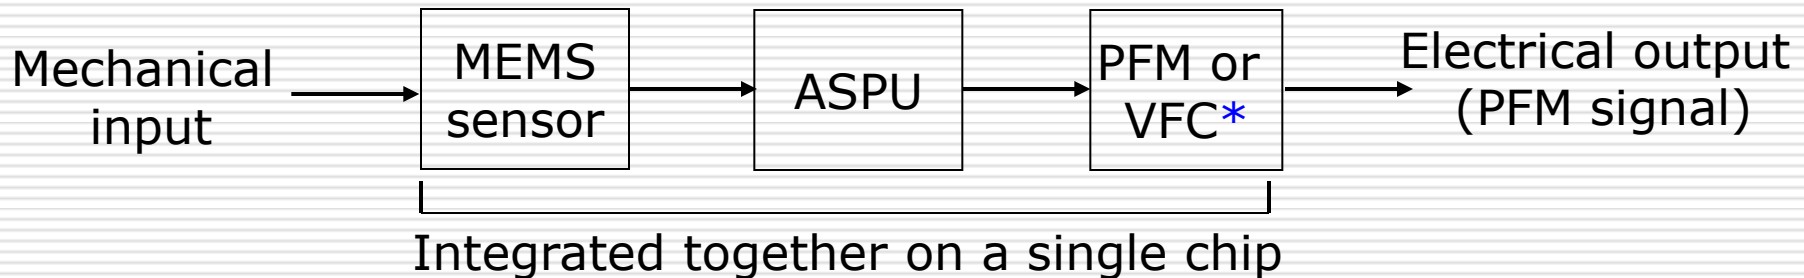 Mechanical
input
MEMS
sensor
ASPU
PFM or
VFC*
Electrical output
(PFM signal)
Integrated together on a single chip